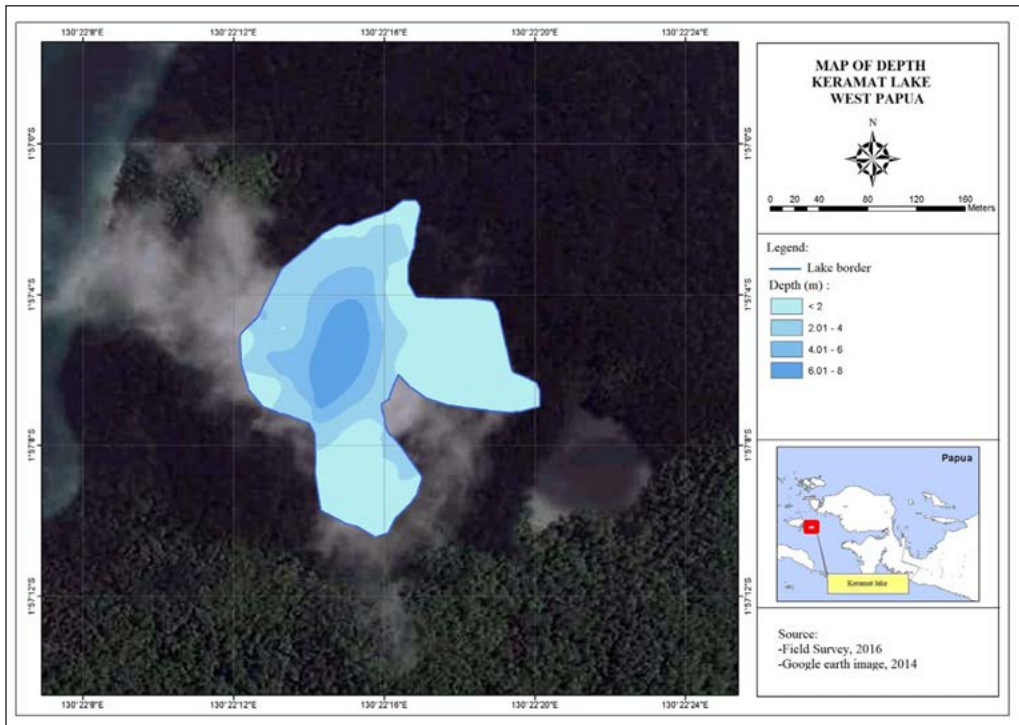 130°22'8"E 130°22'12"E 130°22'16"E 130°22'20"E 130°22'24"E
1°57'0"S 1°57'0"S
1°57'4"S 1°57'4"S
1°57'8"S 1°57'8"S
1°57'12"S 1°57'12"S
130°22'8"E 130°22'12"E 130°22'16"E 130°22'20"E 130°22'24"E
MAP OF DEPTH
KERAMAT LAKE
WEST PAPUA
N
0 20 40 80 120 160
Meters
Legend:
Lake border
Depth (m) :
< 2
2.01 - 4
4.01 - 6
6.01 - 8
Papua
Keramat lake
Source:
-Field Survey, 2016
-Google earth image, 2014